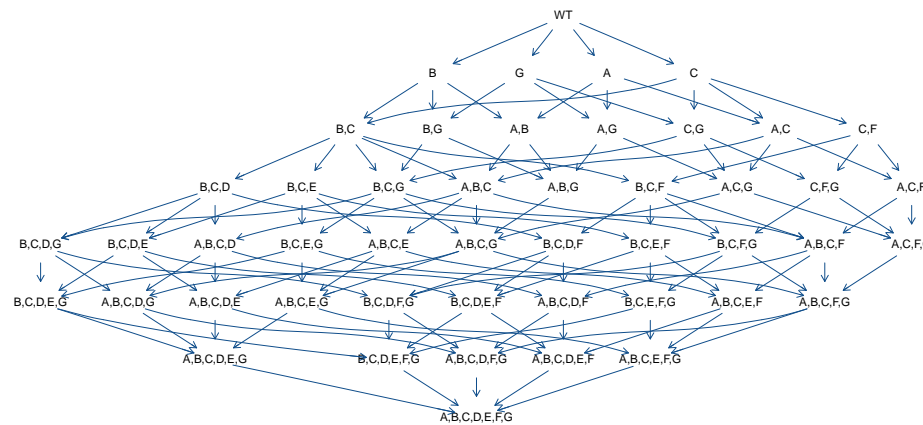 WT
B G A C
B,C B,G A,B A,G C,G A,C C,F
B,C,D B,C,E B,C,G A,B,C A,B,G B,C,F A,C,G C,F,G A,C,F
B,C,D,G B,C,D,E A,B,C,D B,C,E,G A,B,C,E A,B,C,G B,C,D,F B,C,E,F B,C,F,G A,B,C,F A,C,F,
B,C,D,E,G A,B,C,D,G A,B,C,D,E A,B,C,E,G B,C,D,F,G B,C,D,E,F A,B,C,D,F B,C,E,F,G A,B,C,E,F A,B,C,F,G
A,B,C,D,E,G B,C,D,E,F,G A,B,C,D,F,G A,B,C,D,E,F A,B,C,E,F,G
A,B,C,D,E,F,G